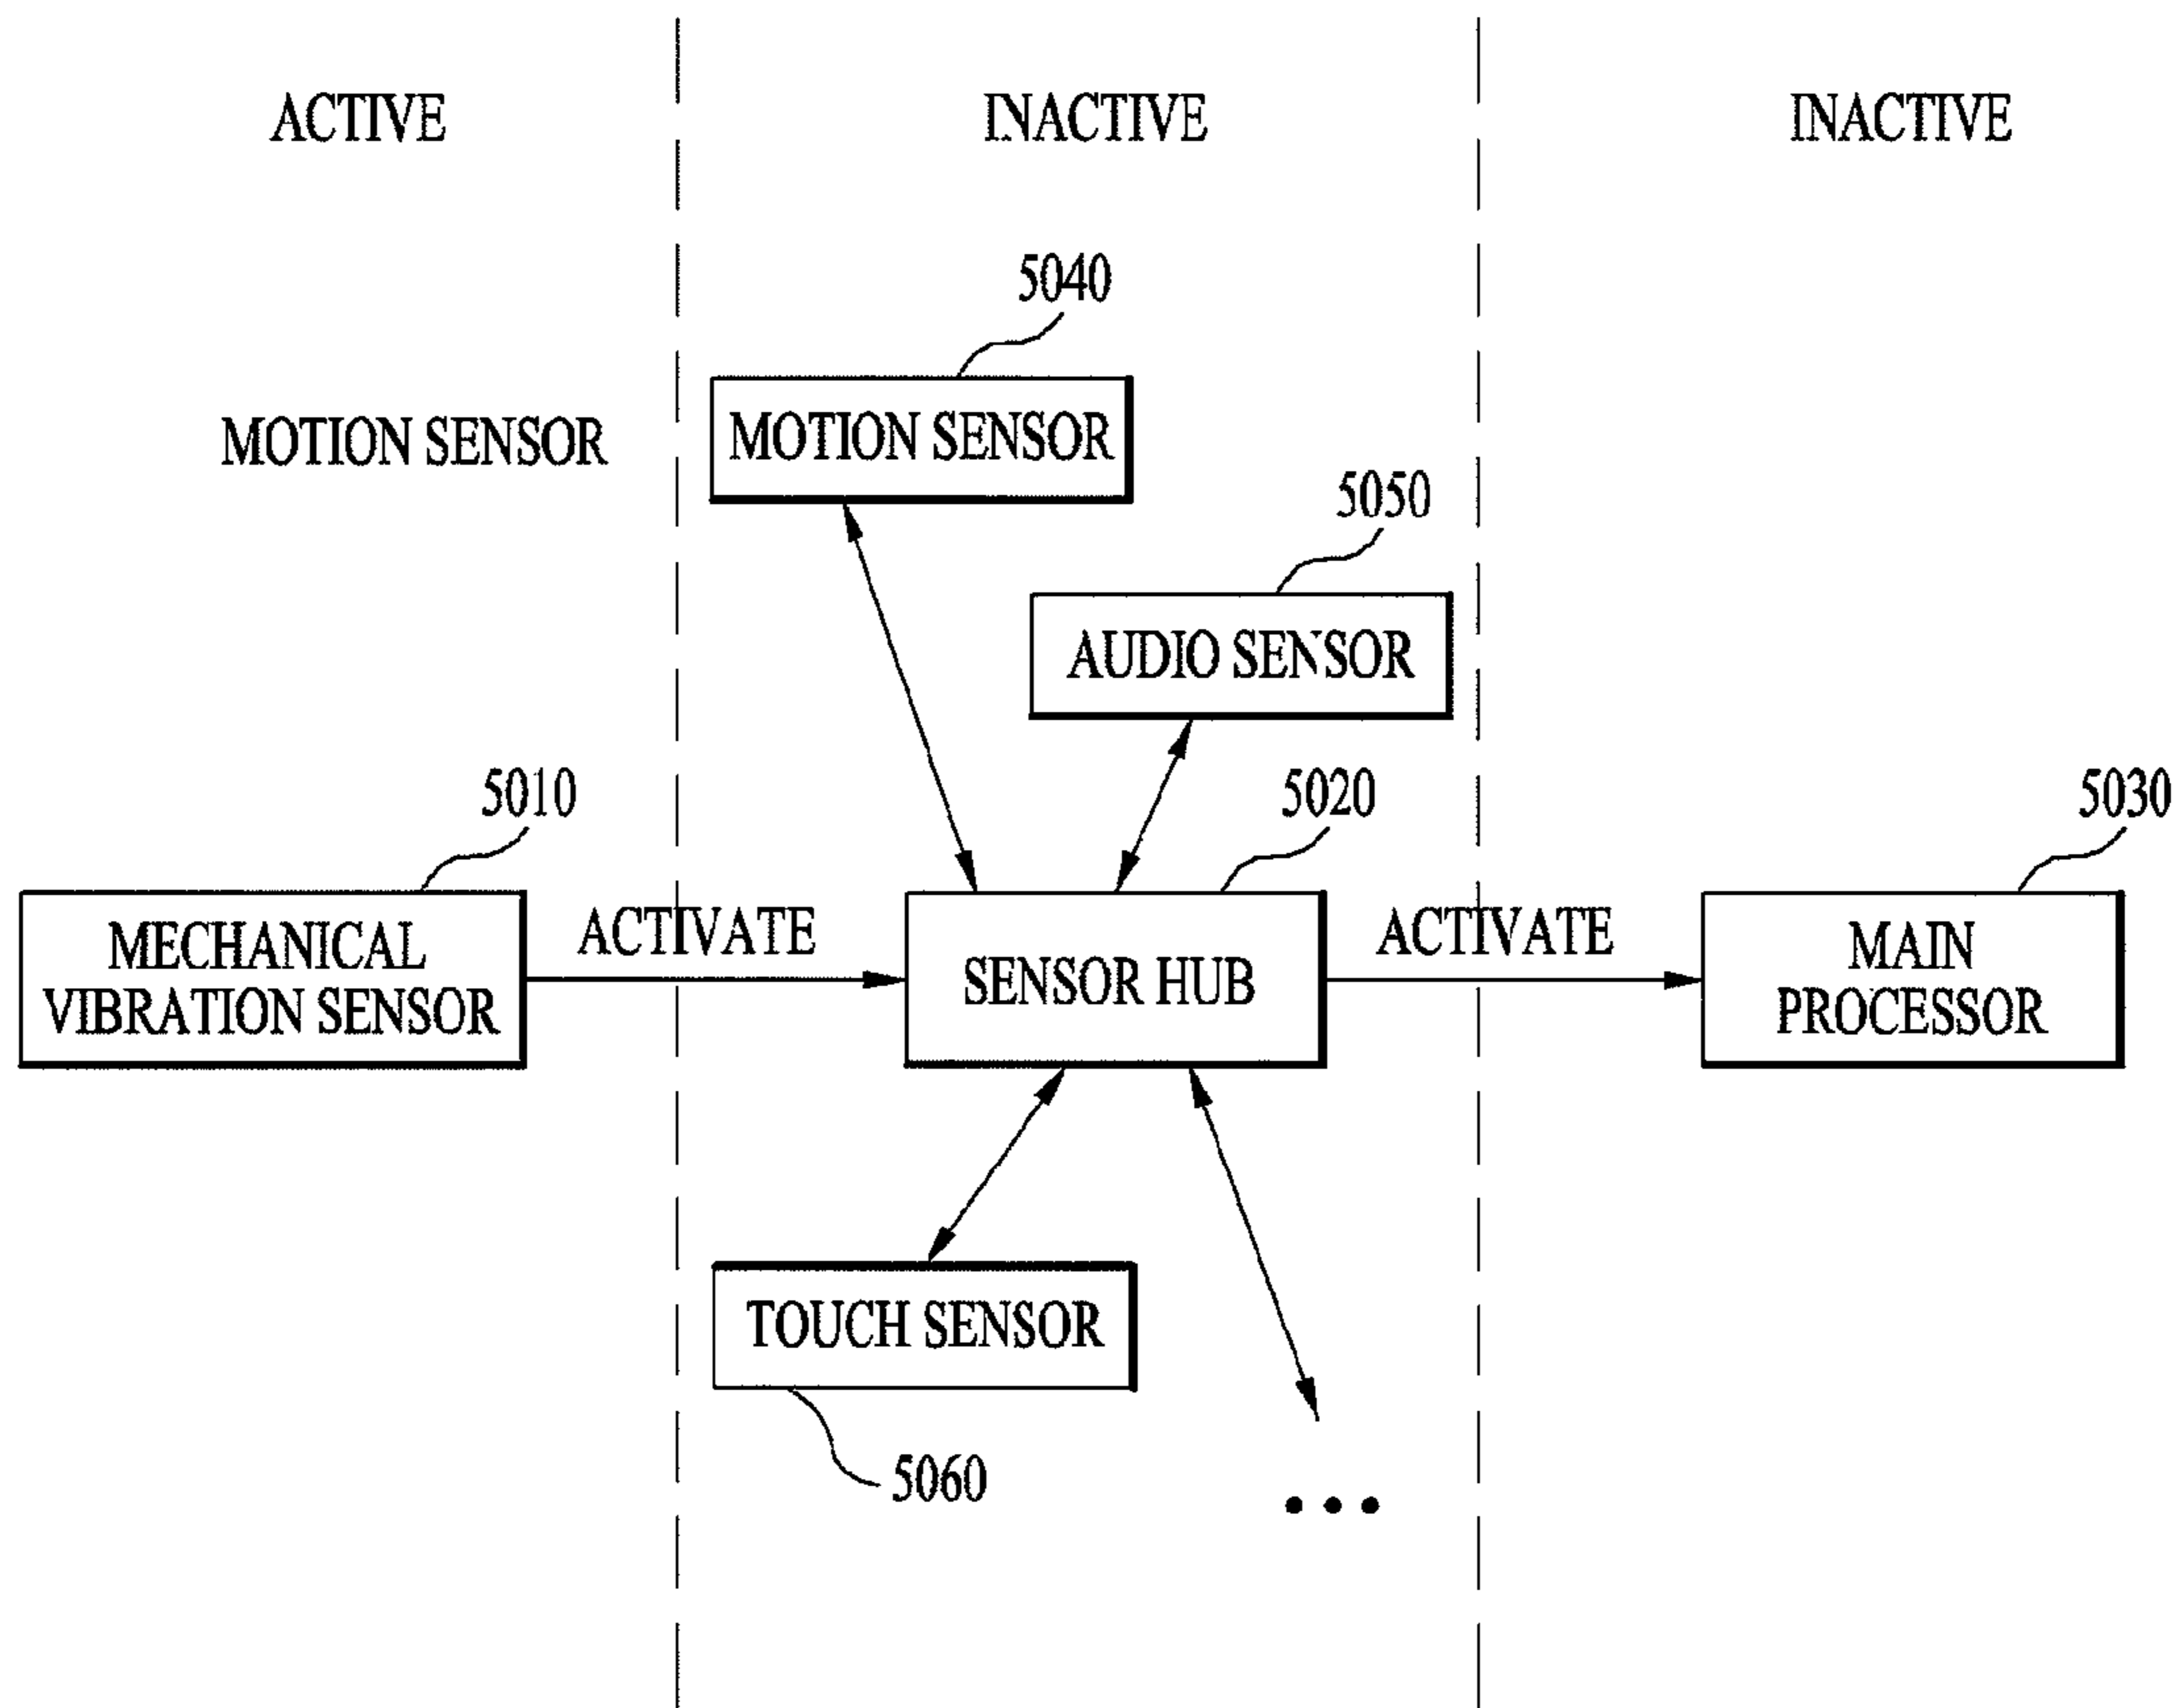 ACTIVE
INACTIVE
INACTIVE
5040
MOTION SENSOR
MOTION SENSOR
5050
AUDIO SENSOR
5010
5020
5030
MECHANICAL
VIBRATION SENSOR
ACTIVATE
SENSOR HUB
ACTIVATE
MAIN
PROCESSOR
TOUCH SENSOR
5060
• • •